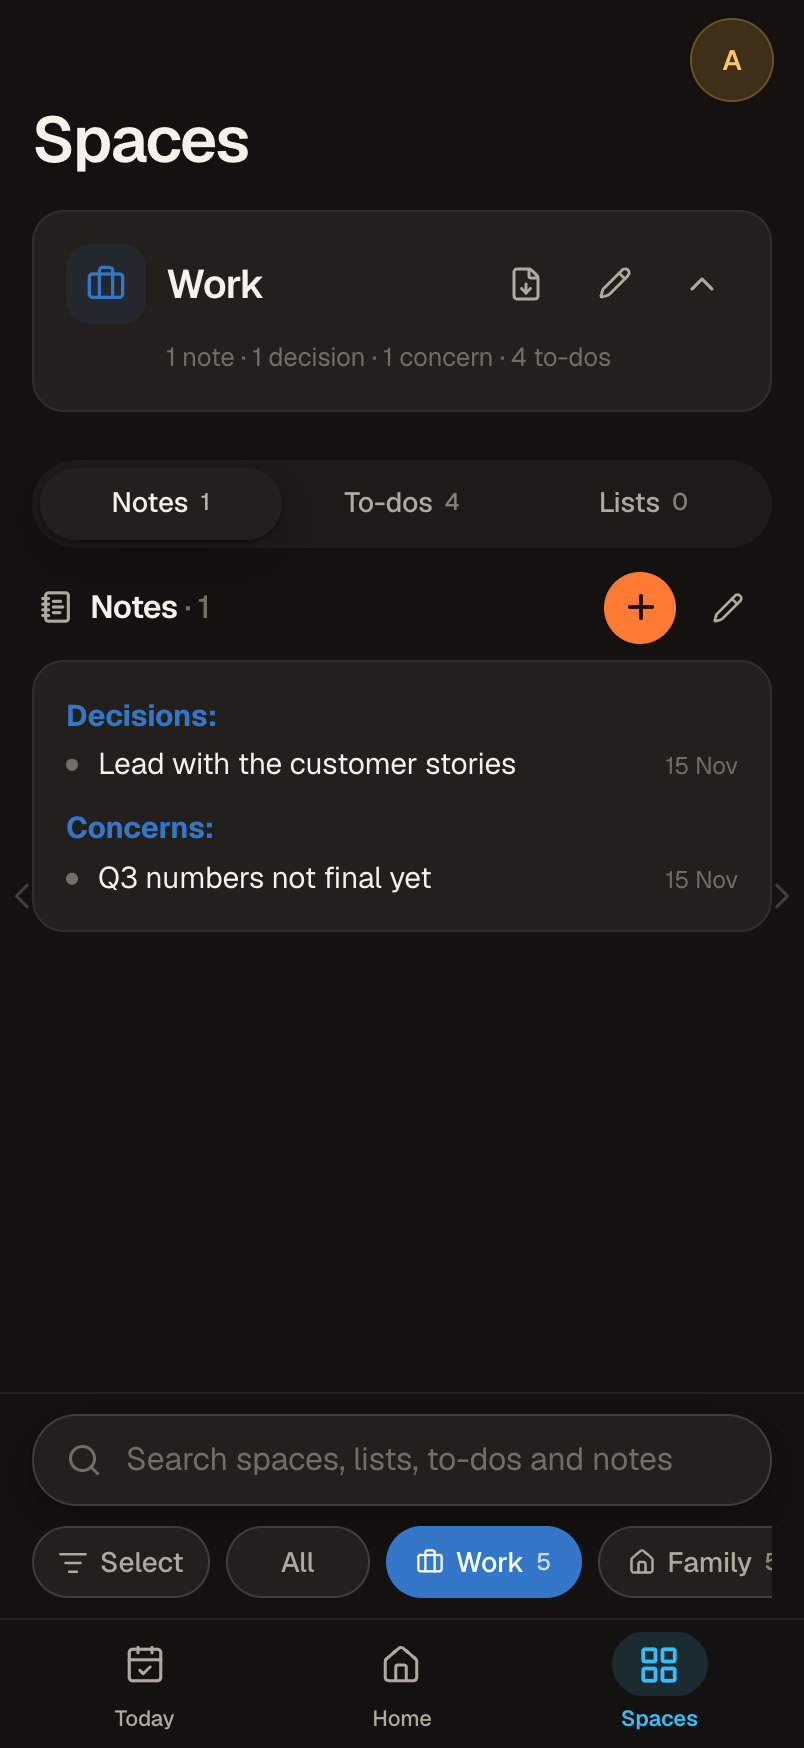 A
Spaces
Work
1 note · 1 decision · 1 concern · 4 to-dos
Notes 1 To-dos 4 Lists 0
Notes · 1
Decisions:
Lead with the customer stories 15 Nov
Concerns:
Q3 numbers not final yet 15 Nov
Search spaces, lists, to-dos and notes
Select All Work 5 Family
Today Home Spaces